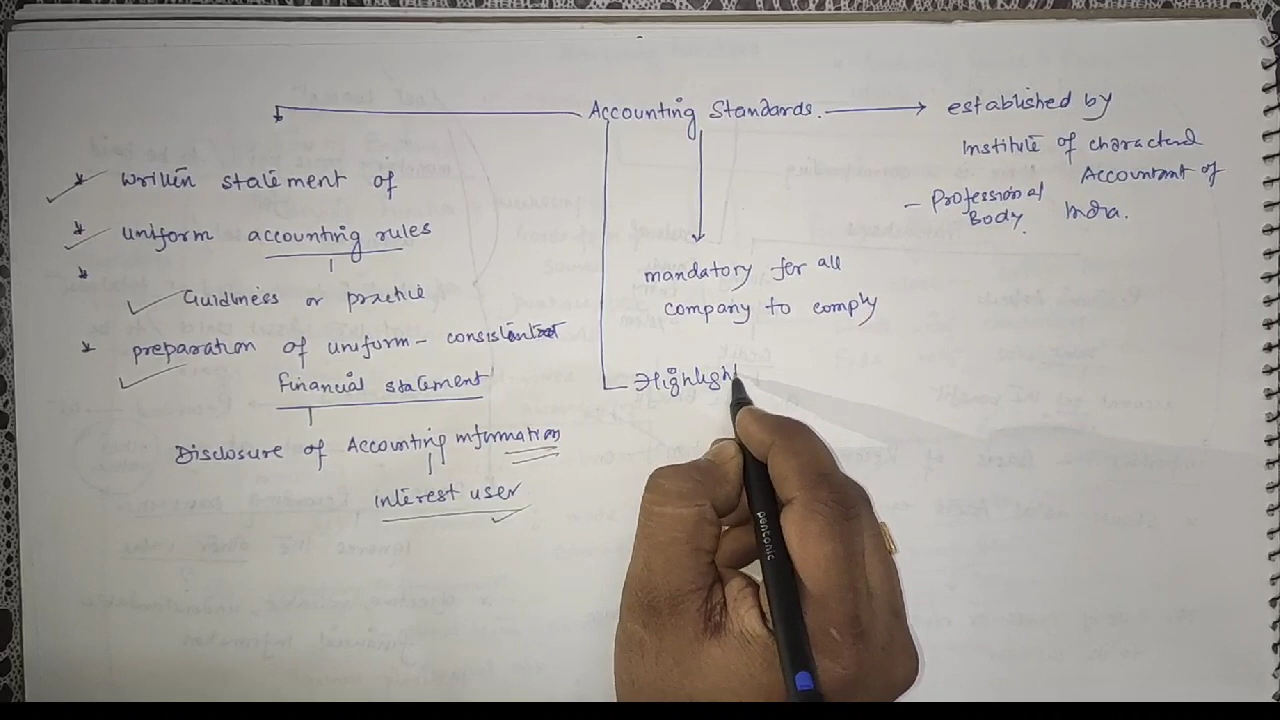 Accounting Standards. established by
Institute of charactered
Accountant of
India.
- Professional
Body.
* written statement of
* uniform accounting rules
* Guidliness or practice
* preparation of uniform - consistent
financial statement
Disclosure of Accounting information
interest user
mandatory for all
company to comply
Highlight
pentonic